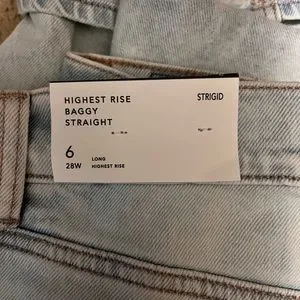 HIGHEST RISE
BAGGY
STRAIGHT
STRIGID
6
28W
LONG
HIGHEST RISE